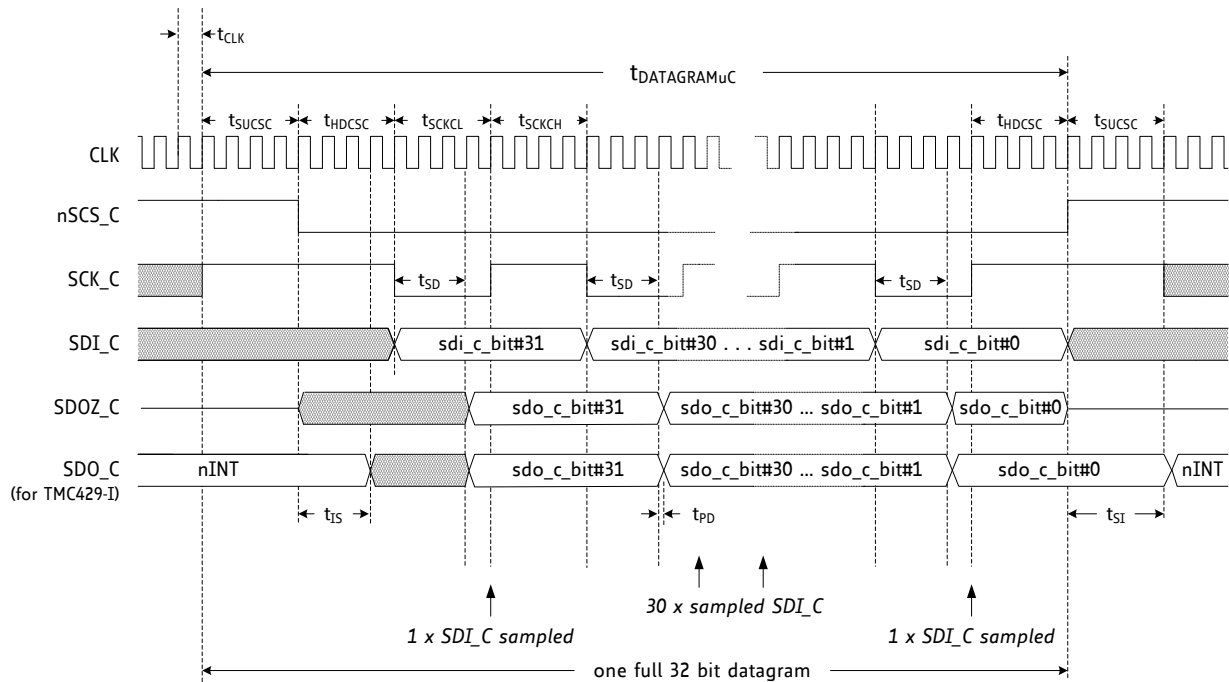 tCLK
tDATAGRAMuC
tSUCSC tHDCSC tSCKCL tSCKCH tHDCSC tSUCSC
CLK
nSCS_C
SCK_C tSD tSD tSD
SDI_C sdi_c_bit#31 sdi_c_bit#30 . . . sdi_c_bit#1 sdi_c_bit#0
SDOZ_C sdo_c_bit#31 sdo_c_bit#30 ... sdo_c_bit#1 sdo_c_bit#0
SDO_C nINT sdo_c_bit#31 sdo_c_bit#30 ... sdo_c_bit#1 sdo_c_bit#0 nINT
(for TMC429-I)
tIS tPD tSI
30 x sampled SDI_C
1 x SDI_C sampled 1 x SDI_C sampled
one full 32 bit datagram